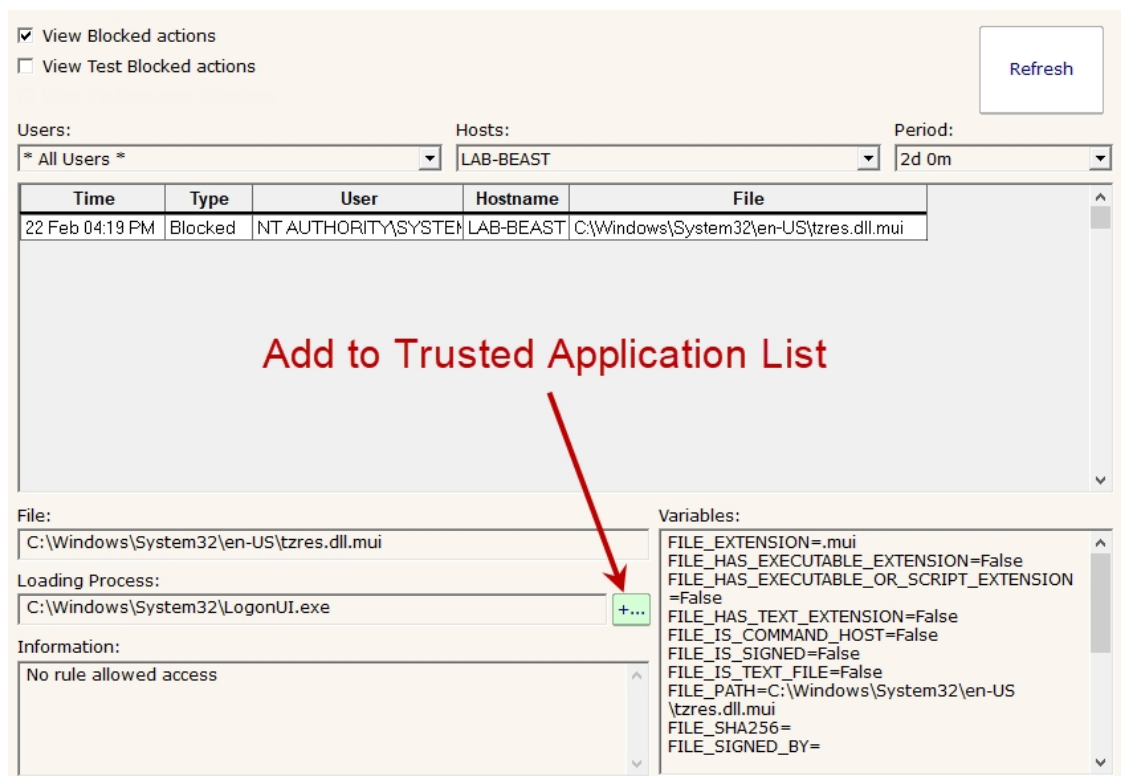 View Blocked actions
View Test Blocked actions
Refresh
Users:
Hosts:
Period:
* All Users *
LAB-BEAST
2d 0m
Time Type User Hostname File
22 Feb 04:19 PM Blocked NT AUTHORITY\SYSTEM LAB-BEAST C:\Windows\System32\en-US\tzres.dll.mui
Add to Trusted Application List
File:
C:\Windows\System32\en-US\tzres.dll.mui
Loading Process:
C:\Windows\System32\LogonUI.exe
+...
Information:
No rule allowed access
Variables:
FILE_EXTENSION=.mui
FILE_HAS_EXECUTABLE_EXTENSION=False
FILE_HAS_EXECUTABLE_OR_SCRIPT_EXTENSION
=False
FILE_HAS_TEXT_EXTENSION=False
FILE_IS_COMMAND_HOST=False
FILE_IS_SIGNED=False
FILE_IS_TEXT_FILE=False
FILE_PATH=C:\Windows\System32\en-US
\tzres.dll.mui
FILE_SHA256=
FILE_SIGNED_BY=